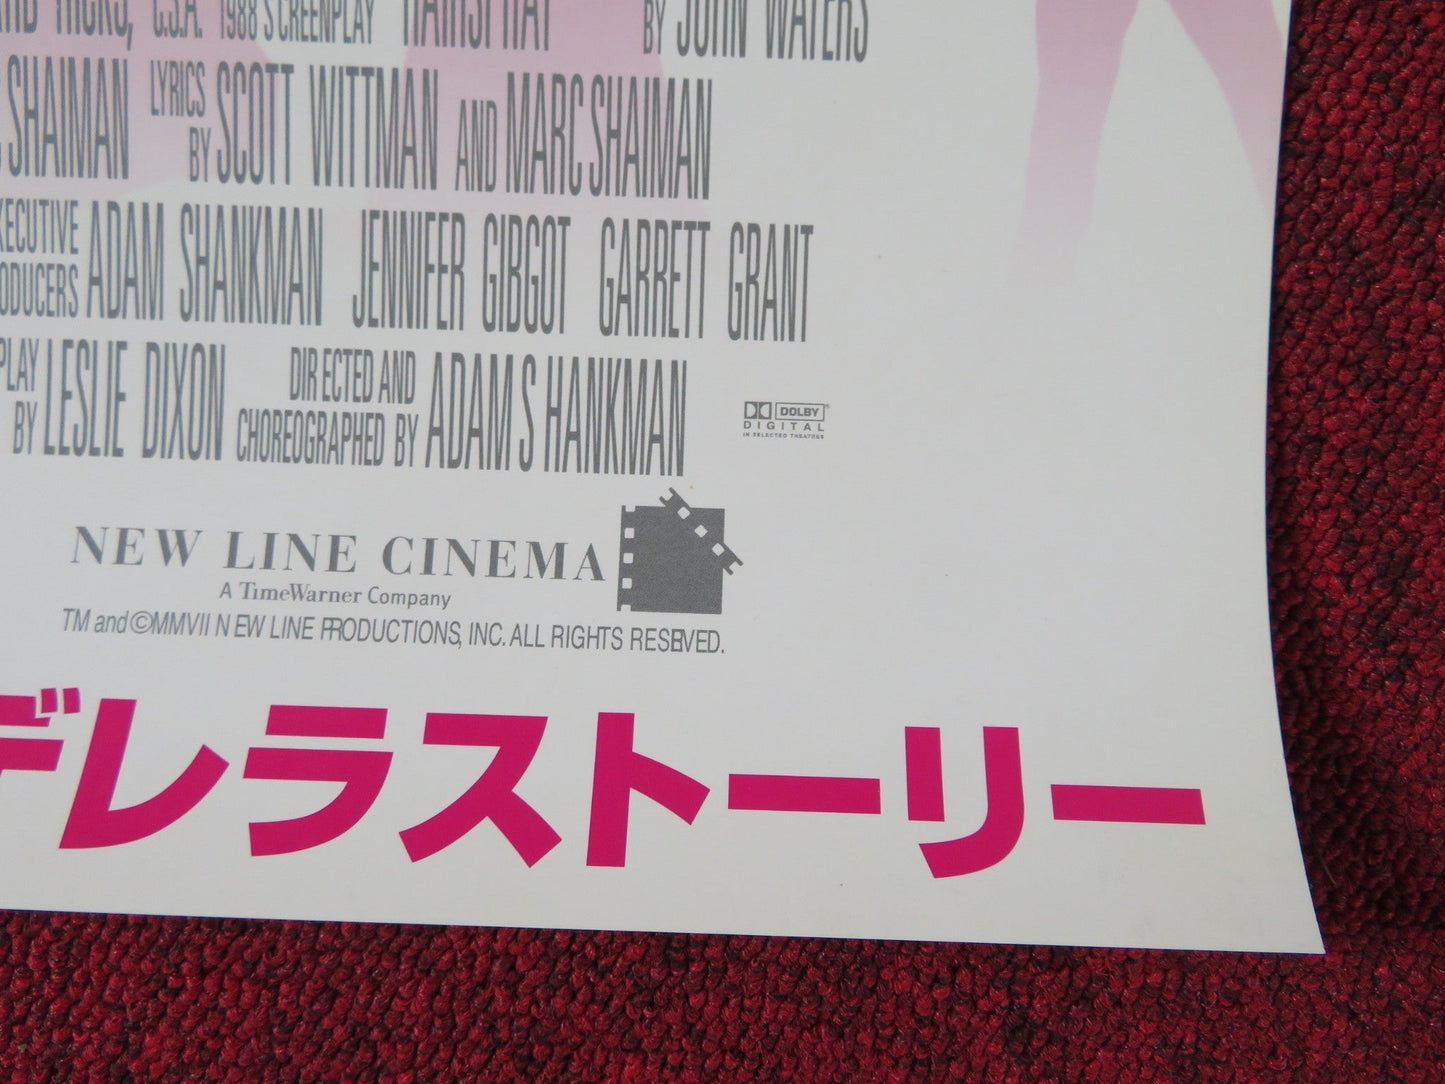 C.S.A. 1988'S SCREENPLAY HAIRSPRAY BY JOHN WATERS
SHAIMAN LYRICS BY SCOTT WITTMAN AND MARC SHAIMAN
ADAM SHANKMAN JENNIFER GIBGOT GARRETT GRANT
BY LESLIE DIXON DIRECTED AND CHOREOGRAPHED BY ADAM SHANKMAN
DOLBY
DIGITAL
IN SELECTED THEATRES
NEW LINE CINEMA
A TimeWarner Company
TM and ©MMVII NEW LINE PRODUCTIONS, INC. ALL RIGHTS RESERVED.
デレラストーリー